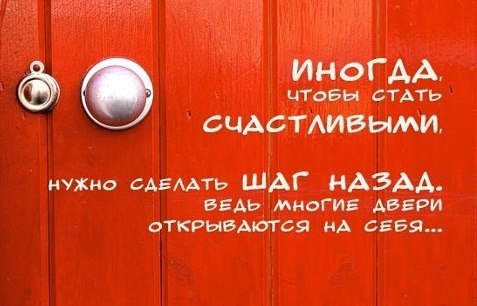 ИНОГДА,
ЧТОБЫ СТАТЬ
СЧАСТЛИВЫМИ,
НУЖНО СДЕЛАТЬ ШАГ НАЗАД.
ВЕДЬ МНОГИЕ ДВЕРИ
ОТКРЫВАЮТСЯ НА СЕБЯ...